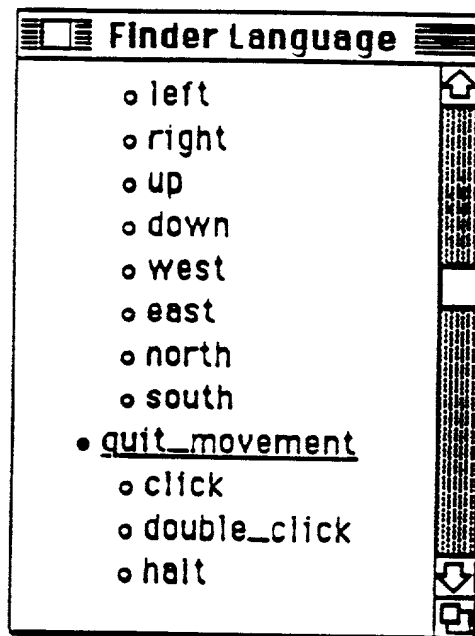 Finder Language
left
right
up
down
west
east
north
south
quit_movement
click
double_click
halt